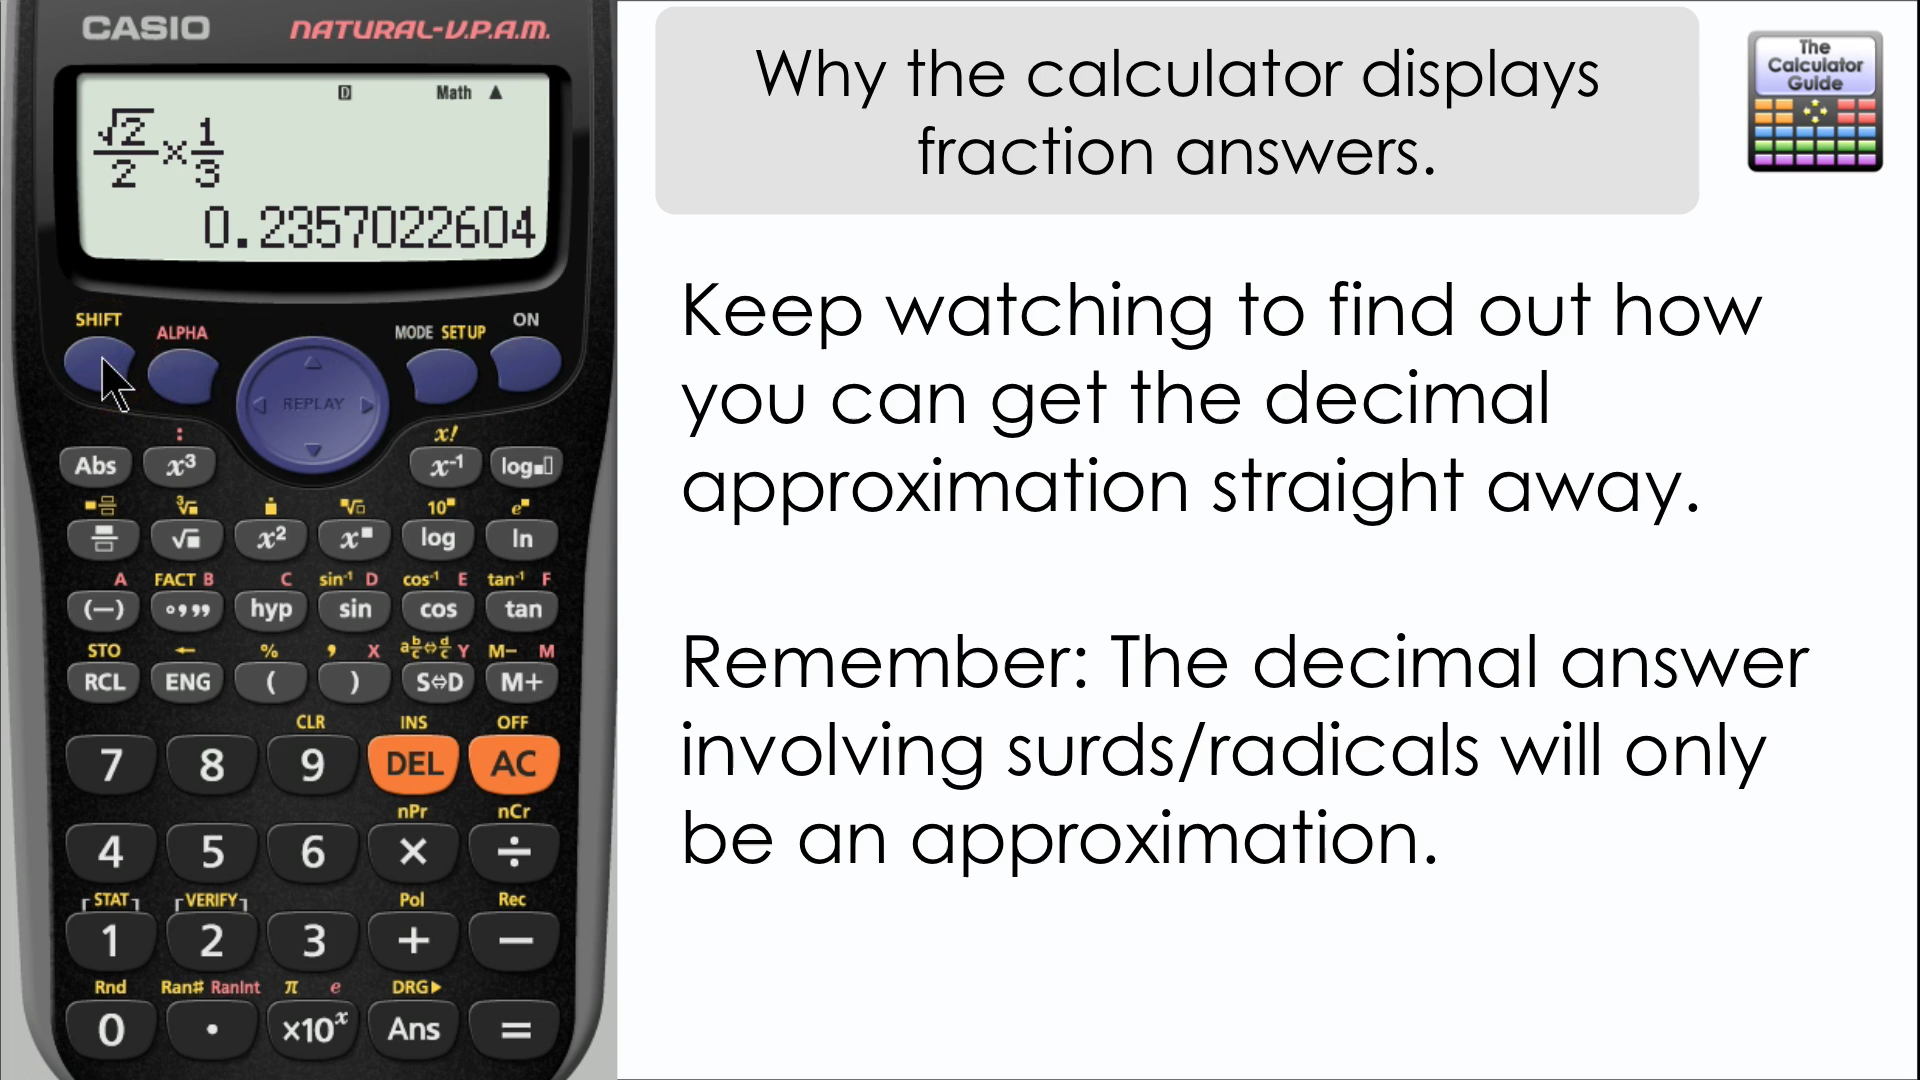 CASIO
NATURAL-V.P.A.M.
D Math ▲
√2/2×1/3
0.2357022604
SHIFT
ALPHA
MODE SETUP
ON
REPLAY
: x!
Abs x³ x⁻¹ log■□
■⊟ ³√ ■̇ ■√□ 10■ e■
⊟ √■ x² x■ log ln
A FACT B C sin⁻¹ D cos⁻¹ E tan⁻¹ F
(−) °,,, hyp sin cos tan
STO ← % , X a b/c⇔d/c Y M− M
RCL ENG ( ) S⇔D M+
CLR INS OFF
7 8 9 DEL AC
nPr nCr
4 5 6 × ÷
STAT VERIFY Pol Rec
1 2 3 + −
Rnd Ran# RanInt π e DRG▶
0 . ×10ˣ Ans =
Why the calculator displays
fraction answers.
The
Calculator
Guide
Keep watching to find out how
you can get the decimal
approximation straight away.
Remember: The decimal answer
involving surds/radicals will only
be an approximation.